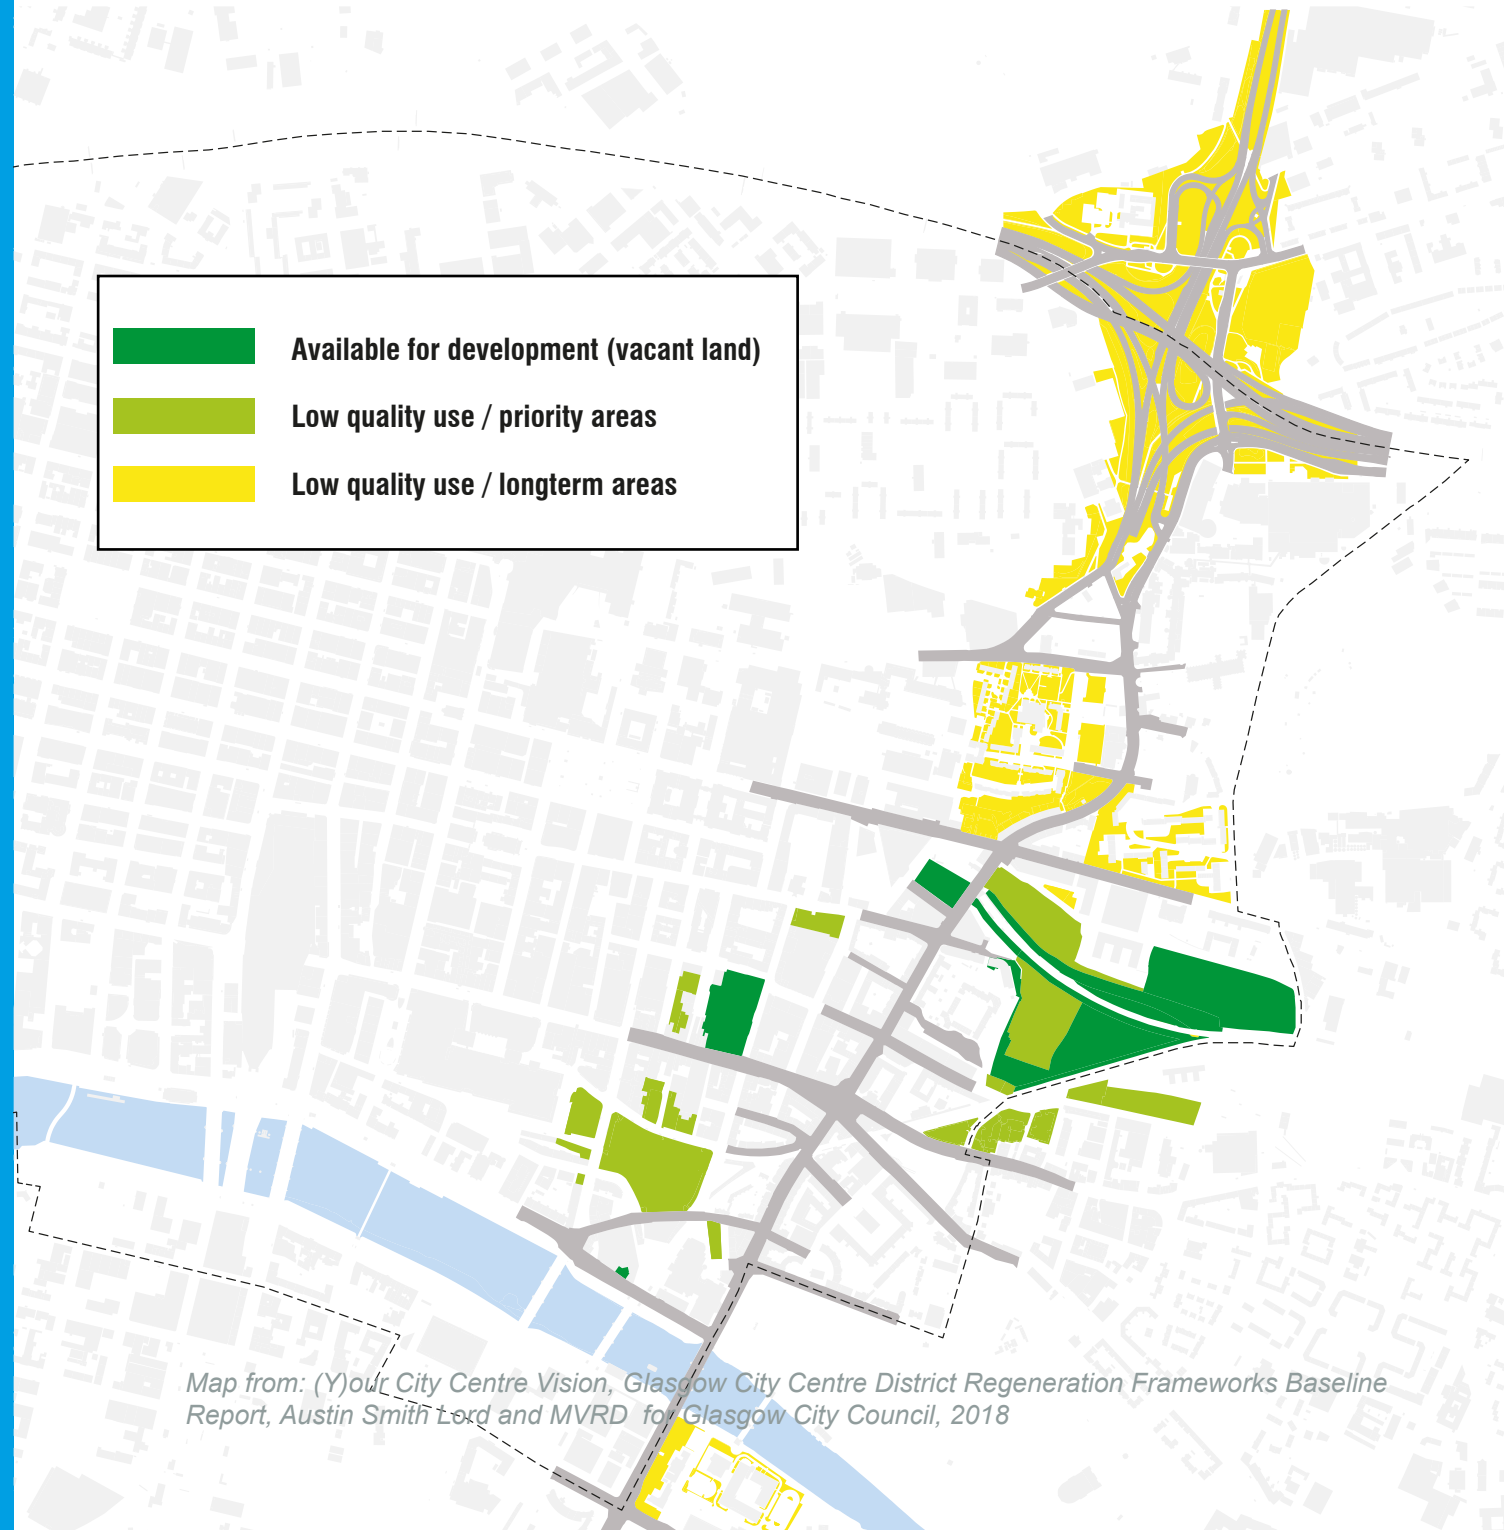 Available for development (vacant land)
Low quality use / priority areas
Low quality use / longterm areas
Map from: (Y)our City Centre Vision, Glasgow City Centre District Regeneration Frameworks Baseline
Report, Austin Smith Lord and MVRD for Glasgow City Council, 2018